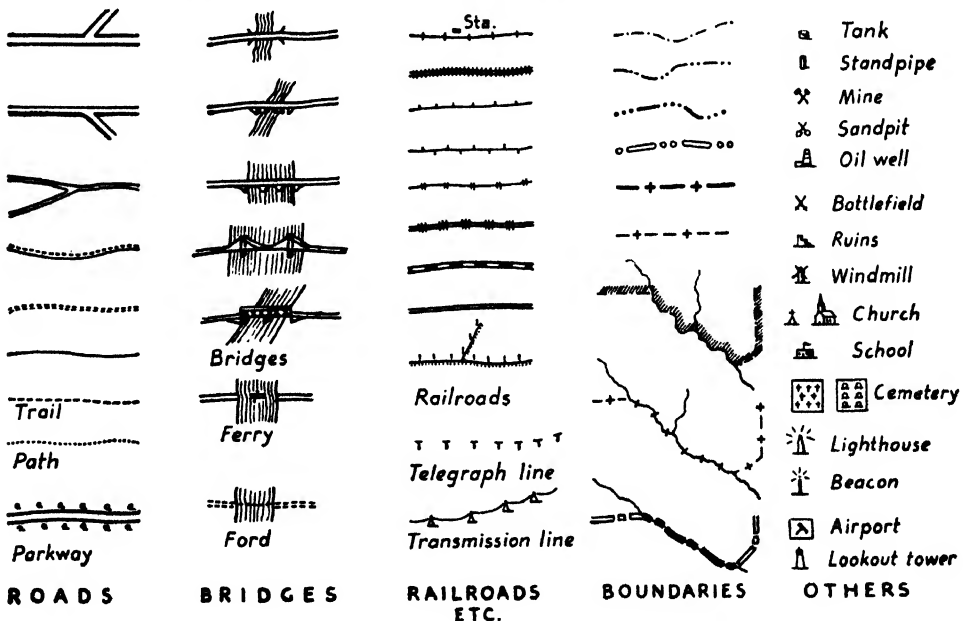 Trail
Path
Parkway
ROADS
Bridges
Ferry
Ford
BRIDGES
Sta.
Railroads
Telegraph line
Transmission line
RAILROADS
ETC.
BOUNDARIES
Tank
Standpipe
Mine
Sandpit
Oil well
Battlefield
Ruins
Windmill
Church
School
Cemetery
Lighthouse
Beacon
Airport
Lookout tower
OTHERS